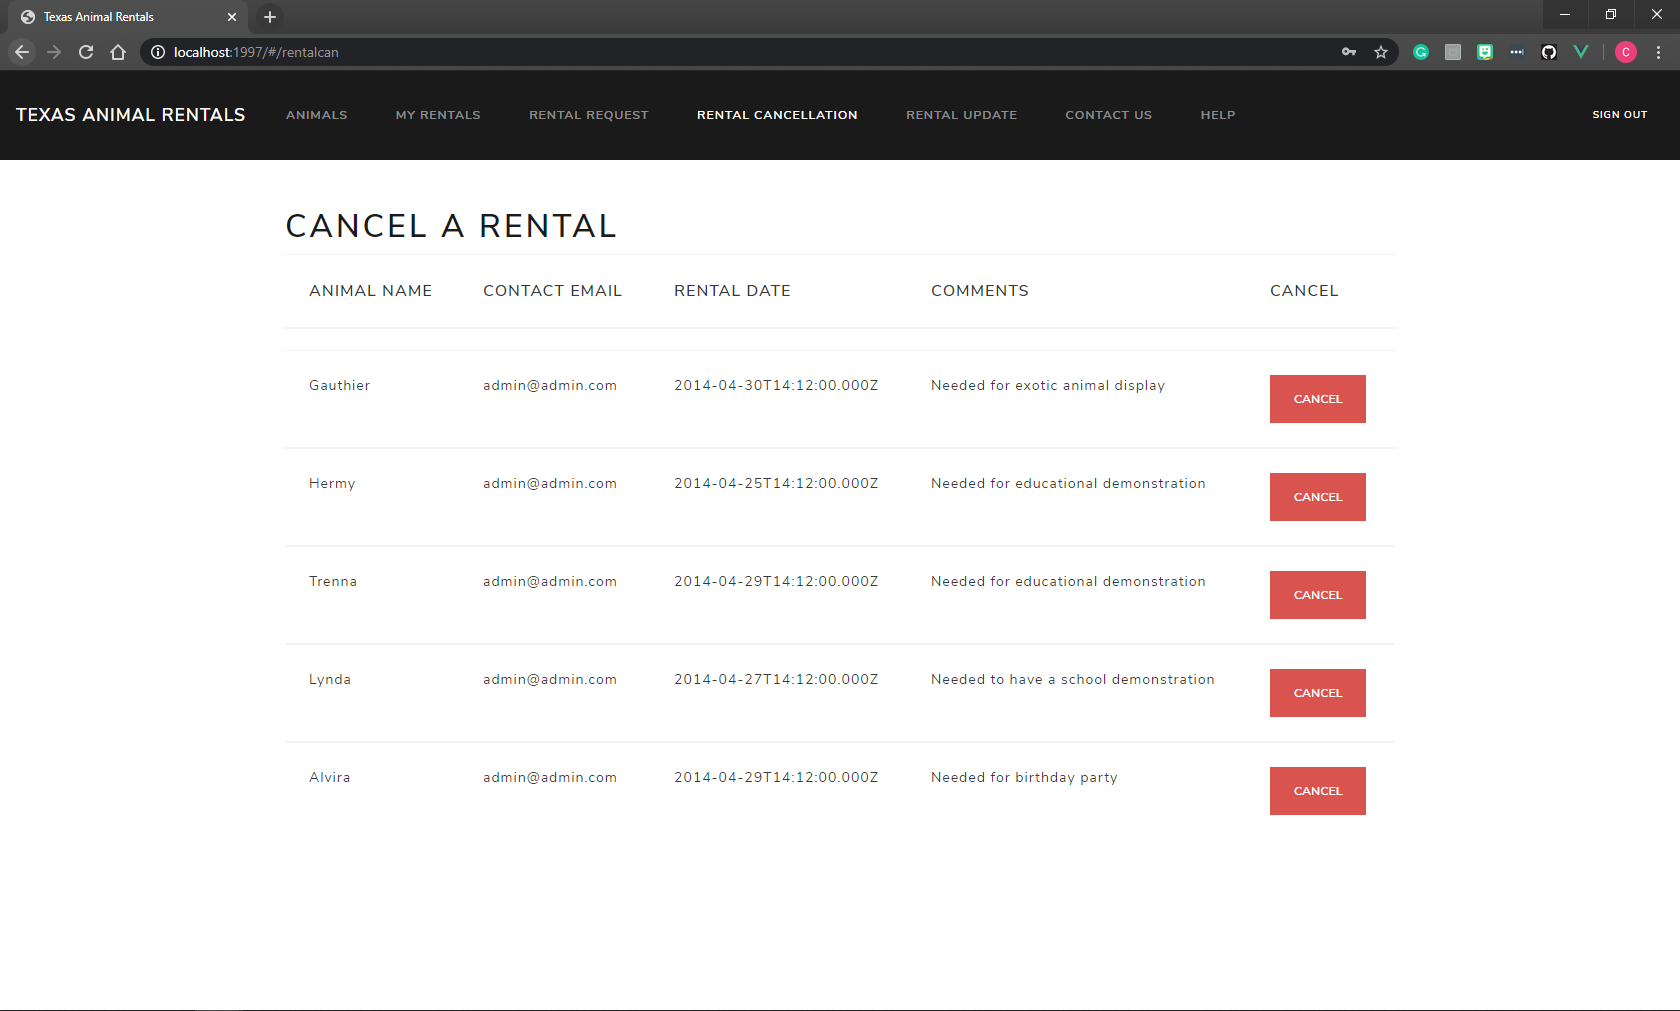 Texas Animal Rentals
localhost:1997/#/rentalcan
C
TEXAS ANIMAL RENTALS ANIMALS MY RENTALS RENTAL REQUEST RENTAL CANCELLATION RENTAL UPDATE CONTACT US HELP SIGN OUT
CANCEL A RENTAL
ANIMAL NAME CONTACT EMAIL RENTAL DATE COMMENTS CANCEL
Gauthier admin@admin.com 2014-04-30T14:12:00.000Z Needed for exotic animal display CANCEL
Hermy admin@admin.com 2014-04-25T14:12:00.000Z Needed for educational demonstration CANCEL
Trenna admin@admin.com 2014-04-29T14:12:00.000Z Needed for educational demonstration CANCEL
Lynda admin@admin.com 2014-04-27T14:12:00.000Z Needed to have a school demonstration CANCEL
Alvira admin@admin.com 2014-04-29T14:12:00.000Z Needed for birthday party CANCEL